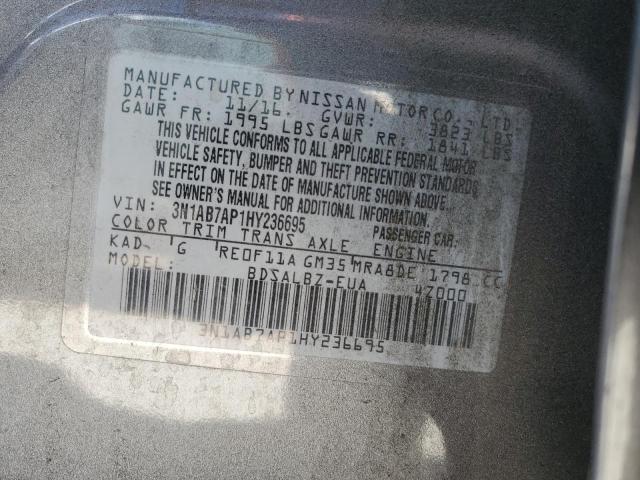 MANUFACTURED BY NISSAN MOTOR CO., LTD.
DATE: 11/16 GVWR: 3823 LBS
GAWR FR: 1995 LBS GAWR RR: 1841 LBS
THIS VEHICLE CONFORMS TO ALL APPLICABLE FEDERAL MOTOR
VEHICLE SAFETY, BUMPER AND THEFT PREVENTION STANDARDS
IN EFFECT ON THE DATE OF MANUFACTURE SHOWN ABOVE.
SEE OWNER'S MANUAL.
VIN: 3N1AB7AP1HY236695 PASSENGER CAR
COLOR TRIM TRANS AXLE ENGINE
KAD G RE0F11A GM35 MRA8DE 1798 CC
MODEL: BDSALBZ-EUA 4Z000
3N1AB7AP1HY236695